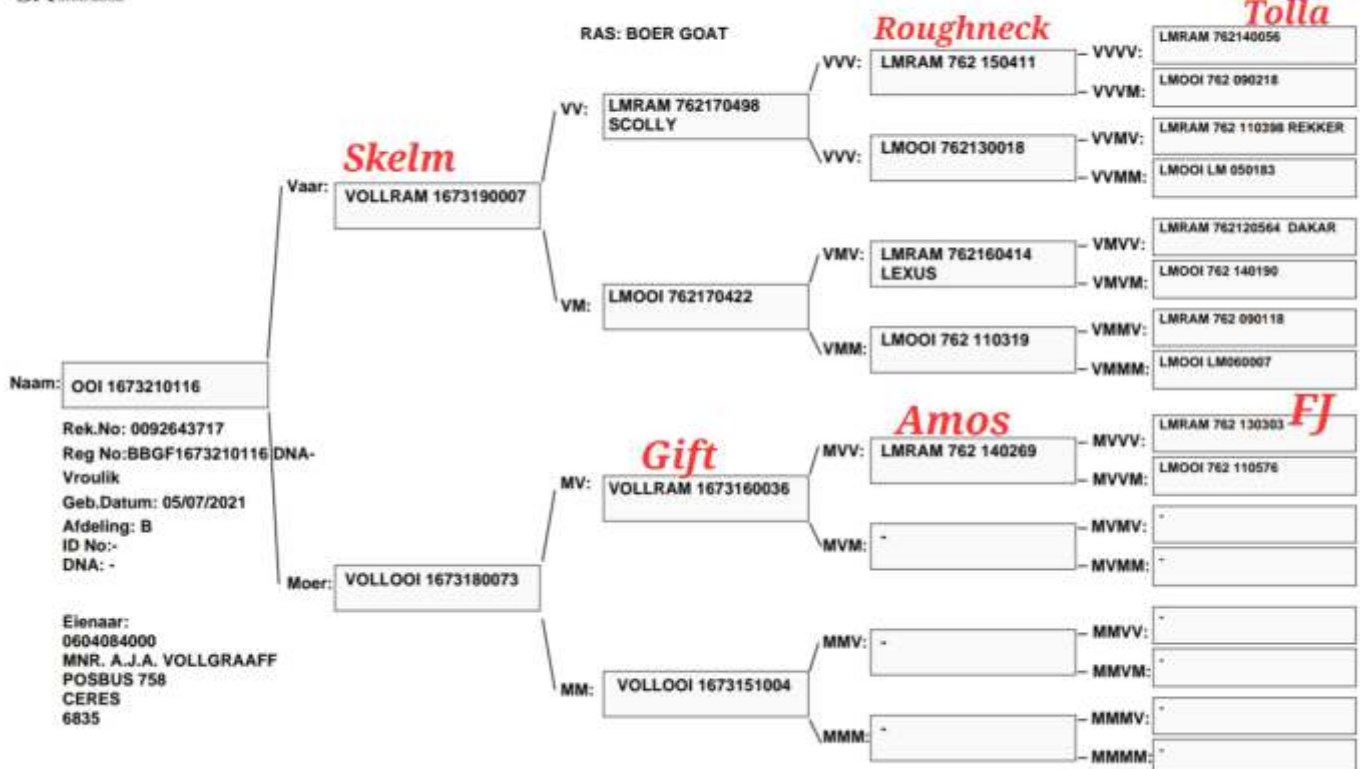 RAS: BOER GOAT
Naam:
OOI 1673210116
Rek.No: 0092643717
Reg No:BBGF1673210116 DNA-
Vroulik
Geb.Datum: 05/07/2021
Afdeling: B
ID No:-
DNA: -
Eienaar:
0604084000
MNR. A.J.A. VOLLGRAAFF
POSBUS 758
CERES
6835
Skelm
Vaar:
VOLLRAM 1673190007
Moer:
VOLLOOI 1673180073
VV:
LMRAM 762170498
SCOLLY
VM:
LMOOI 762170422
Gift
MV:
VOLLRAM 1673160036
MM:
VOLLOOI 1673151004
Roughneck
VVV:
LMRAM 762 150411
VVV:
LMOOI 762130018
VMV:
LMRAM 762160414
LEXUS
VMM:
LMOOI 762 110319
Amos
MVV:
LMRAM 762 140269
MVM:
-
MMV:
-
MMM:
-
Tolla
VVVV:
LMRAM 762140056
VVVM:
LMOOI 762 090218
VVMV:
LMRAM 762 110398 REKKER
VVMM:
LMOOI LM 050183
VMVV:
LMRAM 762120564 DAKAR
VMVM:
LMOOI 762 140190
VMMV:
LMRAM 762 090118
VMMM:
LMOOI LM060007
FJ
MVVV:
LMRAM 762 130303
MVVM:
LMOOI 762 110576
MVMV:
-
MVMM:
-
MMVV:
-
MMVM:
-
MMMV:
-
MMMM:
-